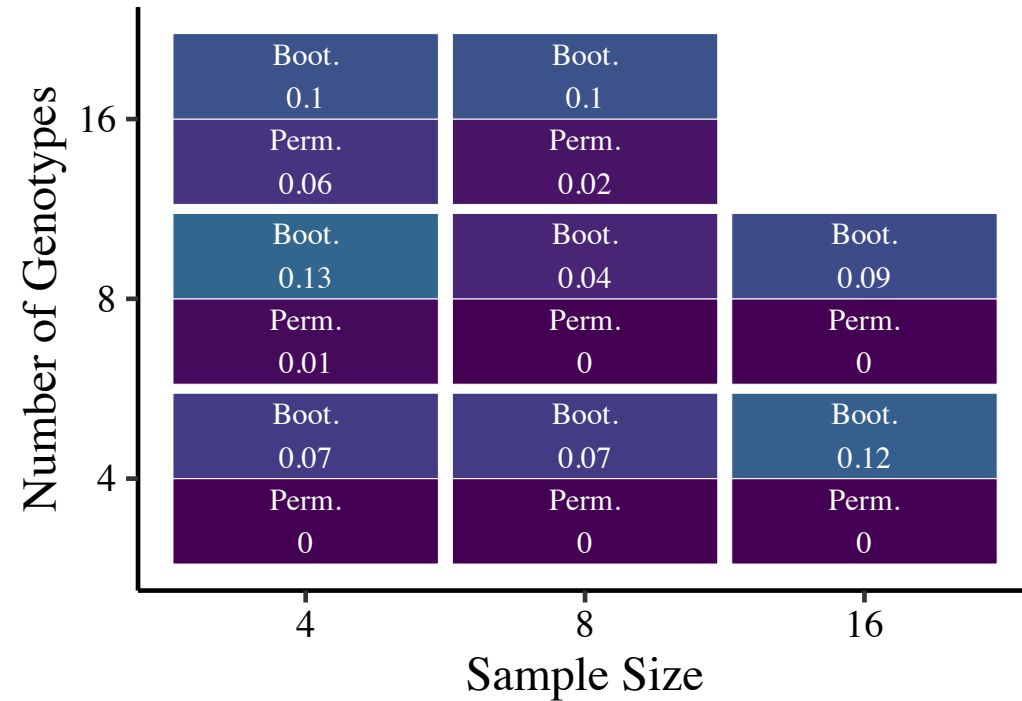 Number of Genotypes
16
Boot.
0.1
Perm.
0.06
Boot.
0.1
Perm.
0.02
8
Boot.
0.13
Perm.
0.01
Boot.
0.04
Perm.
0
Boot.
0.09
Perm.
0
4
Boot.
0.07
Perm.
0
Boot.
0.07
Perm.
0
Boot.
0.12
Perm.
0
4
8
16
Sample Size